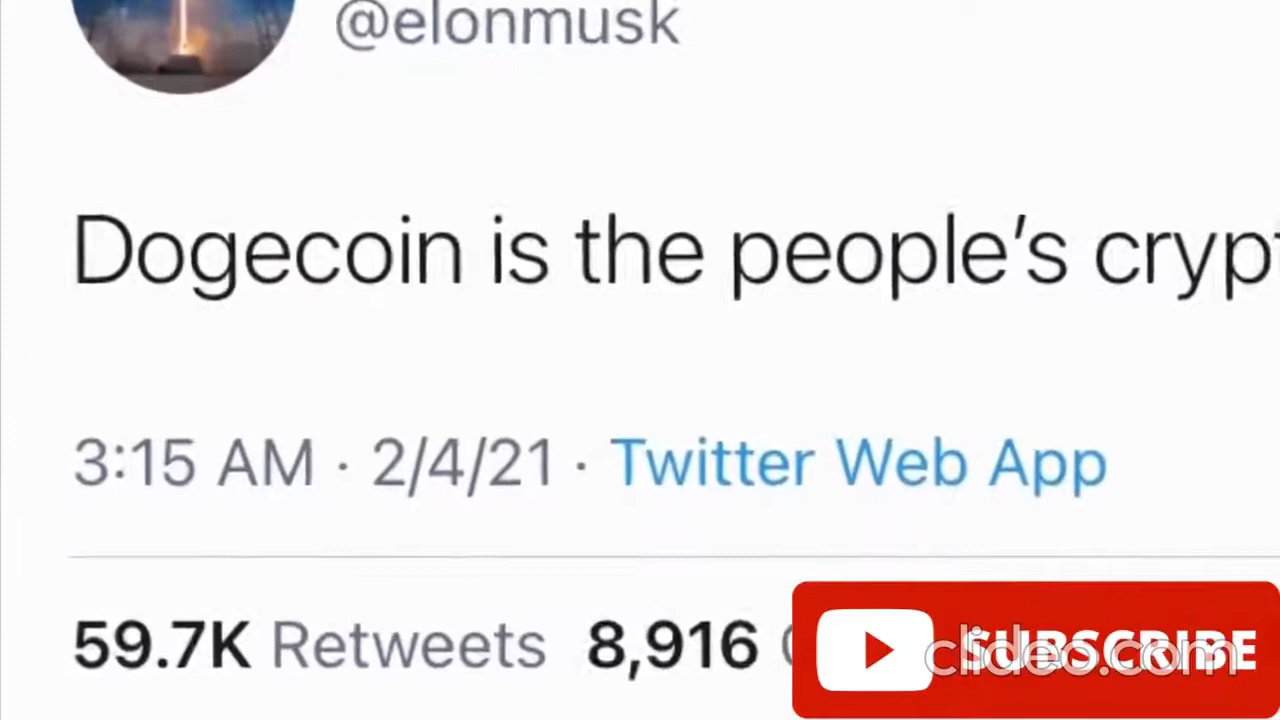 @elonmusk
Dogecoin is the people's crypt
3:15 AM · 2/4/21 · Twitter Web App
59.7K Retweets 8,916
SUBSCRIBE
clideo.com